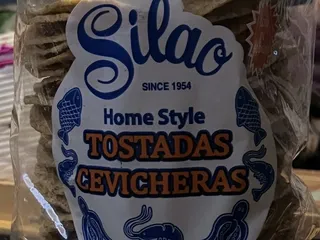 Silao
SINCE 1954
Home Style
TOSTADAS
CEVICHERAS